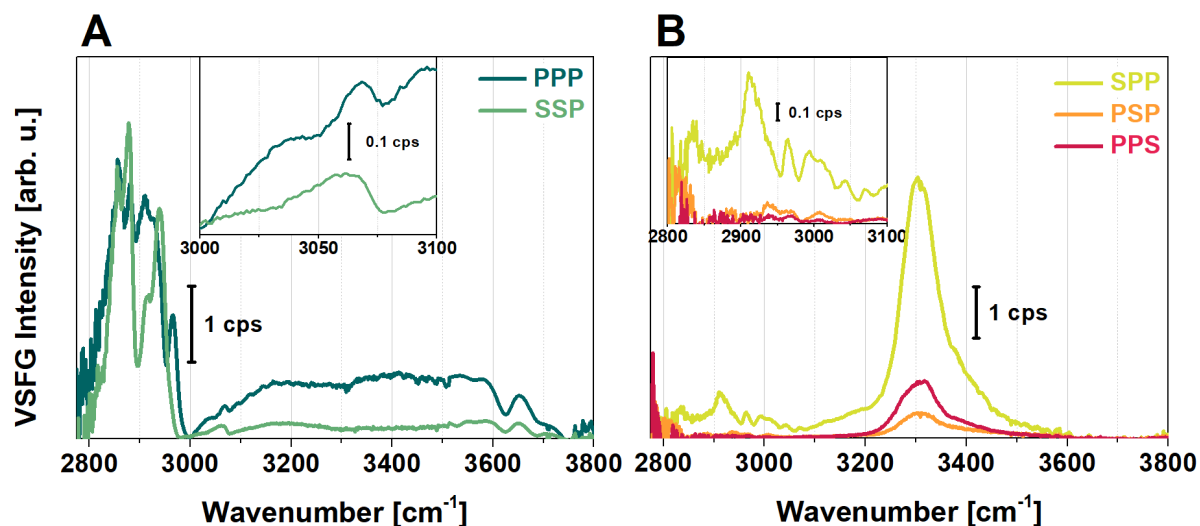 A
B
VSFG Intensity [arb. u.]
PPP
SSP
0.1 cps
3000 3050 3100
1 cps
2800 3000 3200 3400 3600 3800
Wavenumber [cm-1]
SPP
PSP
PPS
0.1 cps
2800 2900 3000 3100
1 cps
2800 3000 3200 3400 3600 3800
Wavenumber [cm-1]